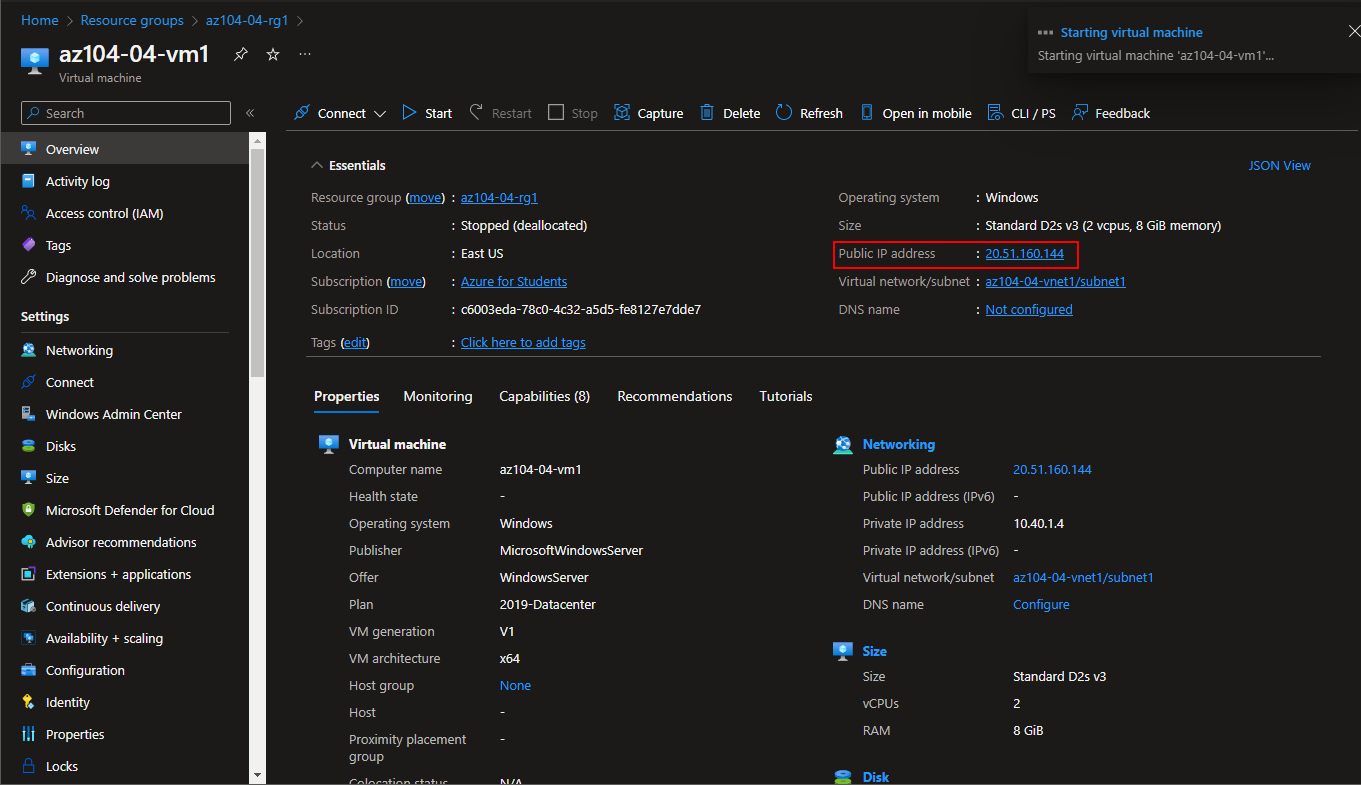 Home > Resource groups > az104-04-rg1 >
az104-04-vm1
Virtual machine
Starting virtual machine
Starting virtual machine 'az104-04-vm1'...
Search
Connect Start Restart Stop Capture Delete Refresh Open in mobile CLI / PS Feedback
Overview
Activity log
Access control (IAM)
Tags
Diagnose and solve problems
Settings
Networking
Connect
Windows Admin Center
Disks
Size
Microsoft Defender for Cloud
Advisor recommendations
Extensions + applications
Continuous delivery
Availability + scaling
Configuration
Identity
Properties
Locks
Essentials
JSON View
Resource group (move) : az104-04-rg1
Status : Stopped (deallocated)
Location : East US
Subscription (move) : Azure for Students
Subscription ID : c6003eda-78c0-4c32-a5d5-fe8127e7dde7
Tags (edit) : Click here to add tags
Operating system : Windows
Size : Standard D2s v3 (2 vcpus, 8 GiB memory)
Public IP address : 20.51.160.144
Virtual network/subnet : az104-04-vnet1/subnet1
DNS name : Not configured
Properties Monitoring Capabilities (8) Recommendations Tutorials
Virtual machine
Computer name az104-04-vm1
Health state -
Operating system Windows
Publisher MicrosoftWindowsServer
Offer WindowsServer
Plan 2019-Datacenter
VM generation V1
VM architecture x64
Host group None
Host -
Proximity placement -
group
Colocation status N/A
Networking
Public IP address 20.51.160.144
Public IP address (IPv6) -
Private IP address 10.40.1.4
Private IP address (IPv6) -
Virtual network/subnet az104-04-vnet1/subnet1
DNS name Configure
Size
Size Standard D2s v3
vCPUs 2
RAM 8 GiB
Disk